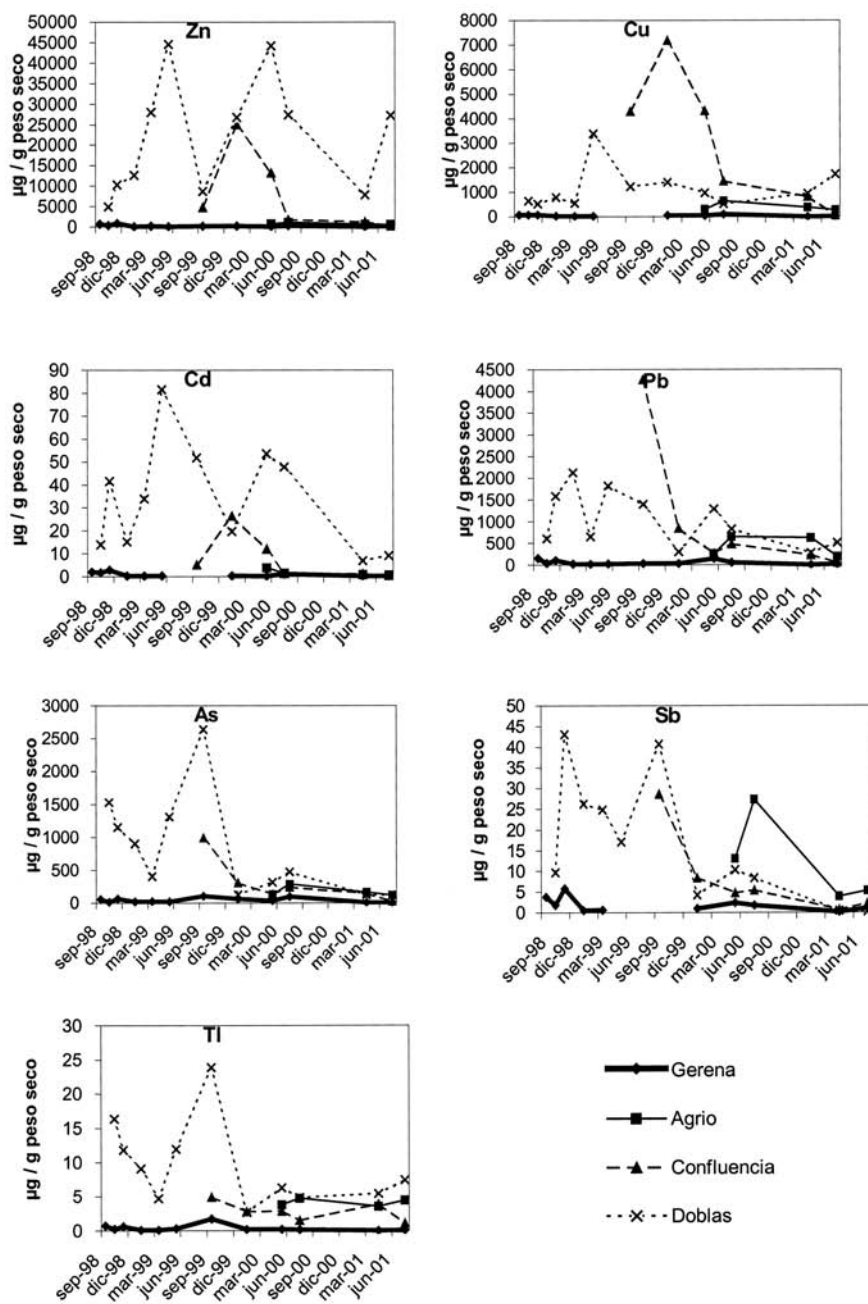 Zn
µg / g peso seco
50000
45000
40000
35000
30000
25000
20000
15000
10000
5000
0
sep-98
dic-98
mar-99
jun-99
sep-99
dic-99
mar-00
jun-00
sep-00
dic-00
mar-01
jun-01
Cu
µg / g peso seco
8000
7000
6000
5000
4000
3000
2000
1000
0
sep-98
dic-98
mar-99
jun-99
sep-99
dic-99
mar-00
jun-00
sep-00
dic-00
mar-01
jun-01
Cd
µg / g peso seco
90
80
70
60
50
40
30
20
10
0
sep-98
dic-98
mar-99
jun-99
sep-99
dic-99
mar-00
jun-00
sep-00
dic-00
mar-01
jun-01
Pb
µg / g peso seco
4500
4000
3500
3000
2500
2000
1500
1000
500
0
sep-98
dic-98
mar-99
jun-99
sep-99
dic-99
mar-00
jun-00
sep-00
dic-00
mar-01
jun-01
As
µg / g peso seco
3000
2500
2000
1500
1000
500
0
sep-98
dic-98
mar-99
jun-99
sep-99
dic-99
mar-00
jun-00
sep-00
dic-00
mar-01
jun-01
Sb
µg / g peso seco
50
45
40
35
30
25
20
15
10
5
0
sep-98
dic-98
mar-99
jun-99
sep-99
dic-99
mar-00
jun-00
sep-00
dic-00
mar-01
jun-01
Tl
µg / g peso seco
30
25
20
15
10
5
0
sep-98
dic-98
mar-99
jun-99
sep-99
dic-99
mar-00
jun-00
sep-00
dic-00
mar-01
jun-01
Gerena
Agrio
Confluencia
Doblas